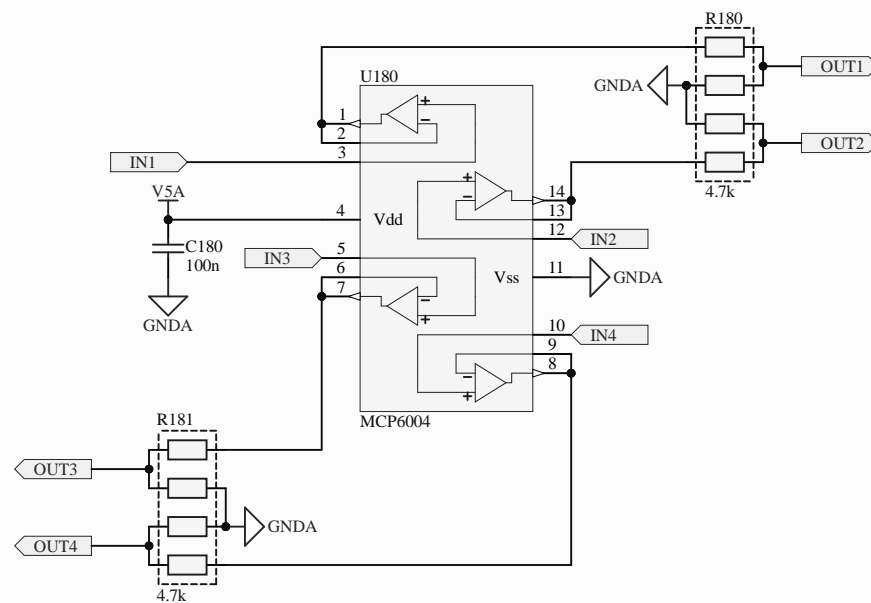 R180
U180
OUT1
GNDA
1
+
−
2
OUT2
IN1
3
+
−
14
4.7k
13
V5A
4
Vdd
12
IN2
C180
100n
IN3
5
6
Vss
11
GNDA
7
−
+
GNDA
10
IN4
9
8
−
+
MCP6004
R181
OUT3
GNDA
OUT4
4.7k